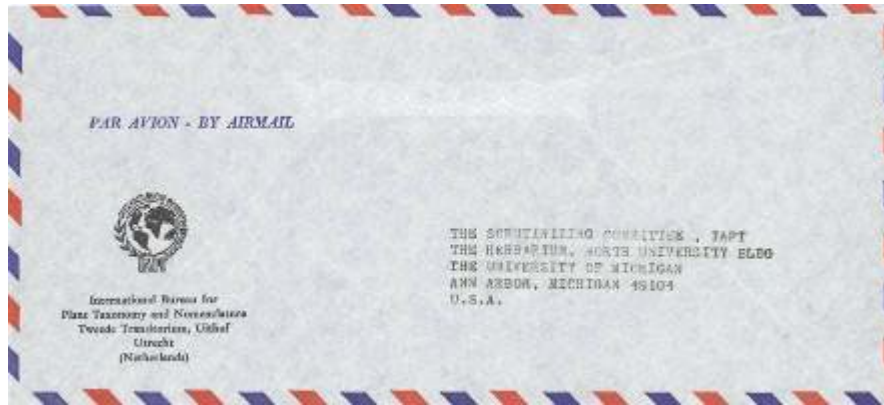 PAR AVION - BY AIRMAIL
International Bureau for
Plant Taxonomy and Nomenclature
Tweede Transitorium, Uithof
Utrecht
(Netherlands)
THE SCRUTINIZING COMMITTEE , IAPT
THE HERBARIUM, NORTH UNIVERSITY BLDG
THE UNIVERSITY OF MICHIGAN
ANN ARBOR, MICHIGAN 48104
U.S.A.